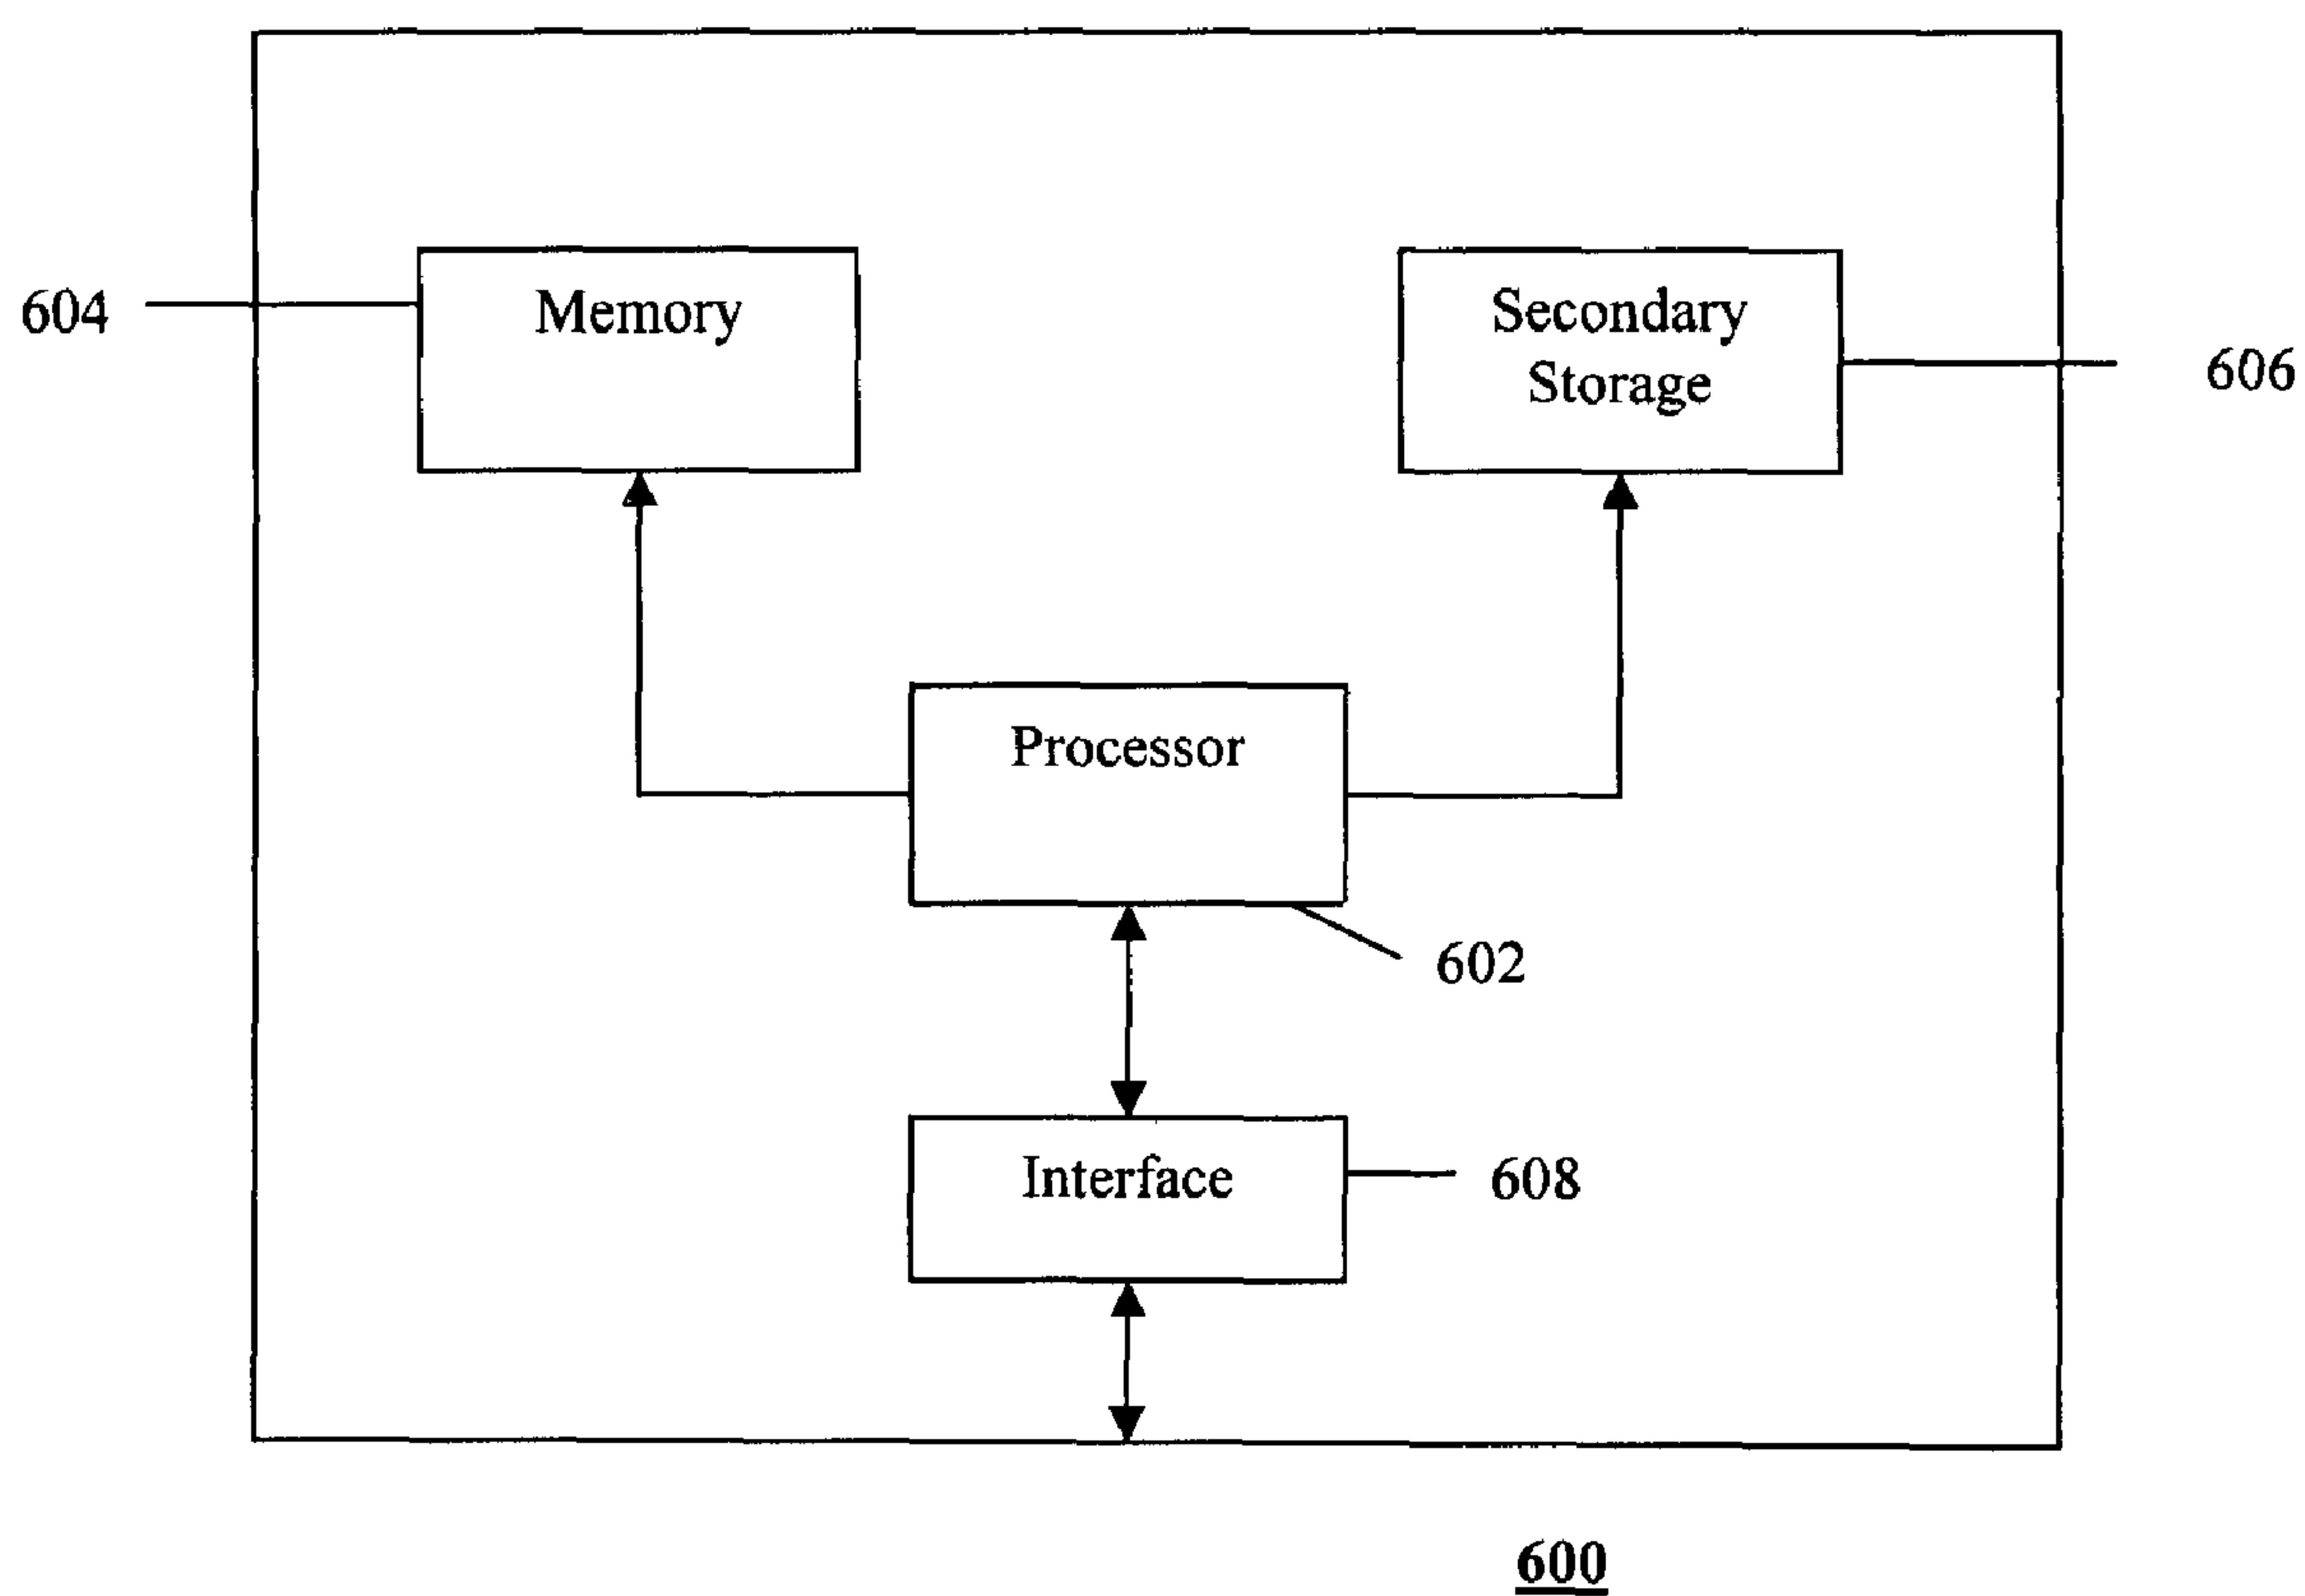 604
Memory
Secondary
Storage
606
Processor
602
Interface
608
600